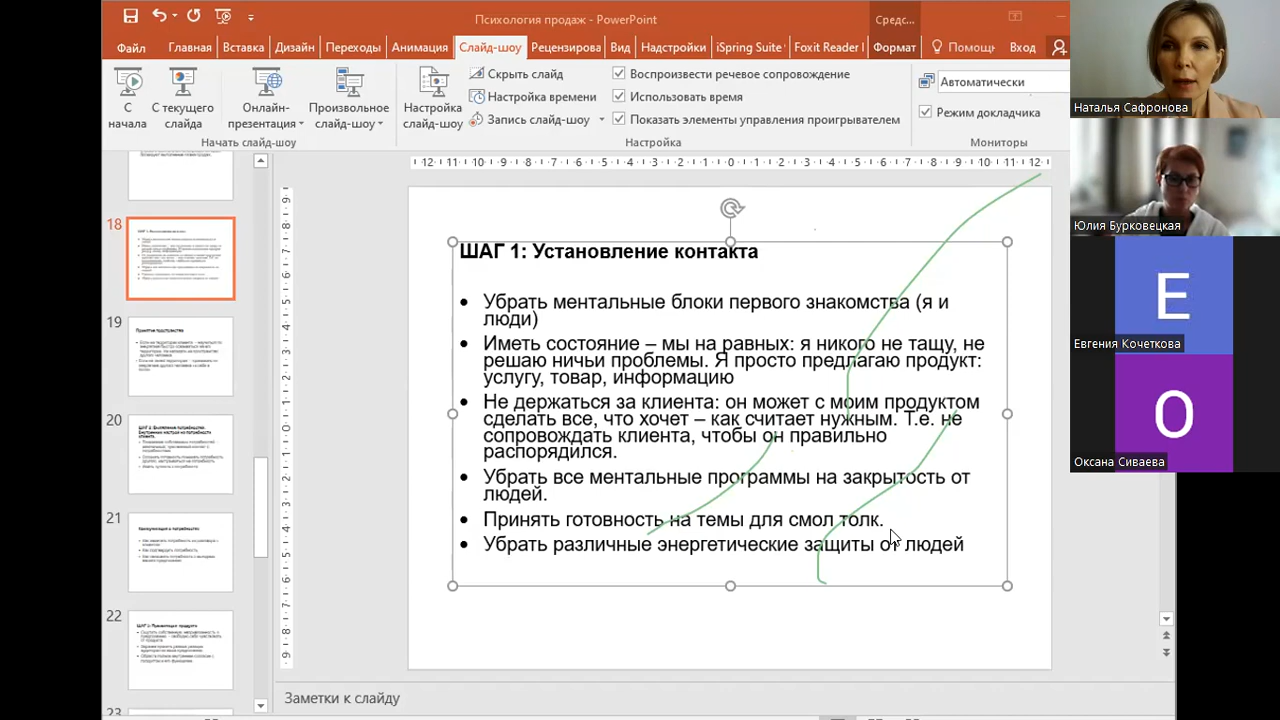 Психология продаж - PowerPoint
Средс...
Файл
Главная
Вставка
Дизайн
Переходы
Анимация
Слайд-шоу
Рецензирова
Вид
Надстройки
iSpring Suite
Foxit Reader
Формат
Помощь
Вход
С начала
С текущего слайда
Онлайн-презентация
Произвольное слайд-шоу
Настройка слайд-шоу
Скрыть слайд
Настройка времени
Запись слайд-шоу
Воспроизвести речевое сопровождение
Использовать время
Показать элементы управления проигрывателем
Автоматически
Режим докладчика
Начать слайд-шоу
Настройка
Мониторы
18
19
20
21
22
23
ШАГ 1: Установление контакта
• Убрать ментальные блоки первого знакомства (я и
люди)
• Иметь состояние – мы на равных: я никого не тащу, не
решаю ничьи проблемы. Я просто предлагаю продукт:
услугу, товар, информацию
• Не держаться за клиента: он может с моим продуктом
сделать все, что хочет – как считает нужным. Т.е. не
сопровождать клиента, чтобы он правильно
распорядился.
• Убрать все ментальные программы на закрытость от
людей.
• Принять готовность на темы для смол толк.
• Убрать различные энергетические защиты от людей
Заметки к слайду
Наталья Сафронова
Юлия Бурковецкая
E
Евгения Кочеткова
О
Оксана Сиваева